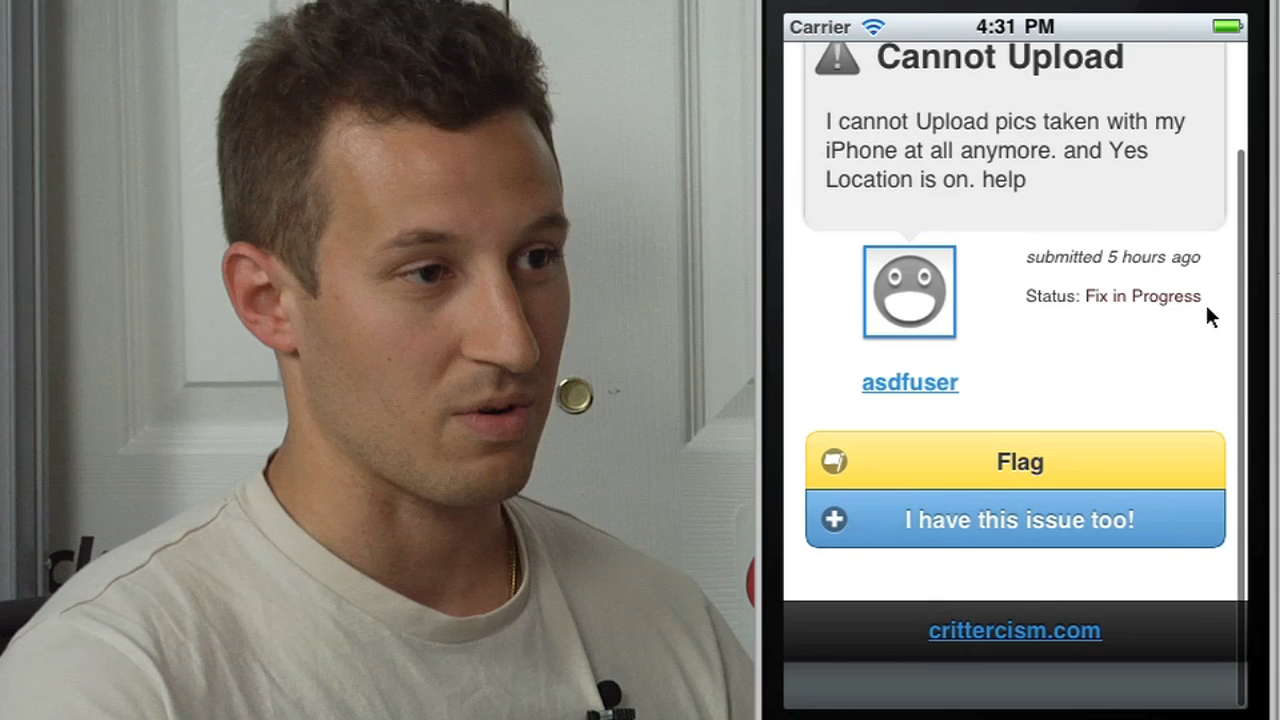 Carrier 4:31 PM
Cannot Upload
I cannot Upload pics taken with my
iPhone at all anymore. and Yes
Location is on. help
submitted 5 hours ago
Status: Fix in Progress
asdfuser
Flag
I have this issue too!
crittercism.com